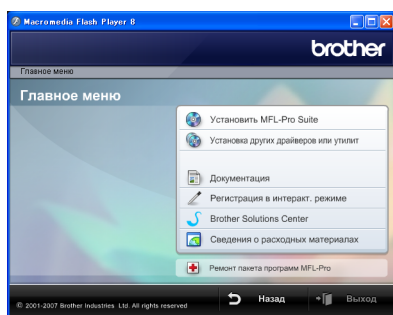 Macromedia Flash Player 8
brother
Главное меню
Главное меню
Установить MFL-Pro Suite
Установка других драйверов или утилит
Документация
Регистрация в интеракт. режиме
Brother Solutions Center
Сведения о расходных материалах
Ремонт пакета программ MFL-Pro
© 2001-2007 Brother Industries Ltd. All rights reserved
Назад
Выход